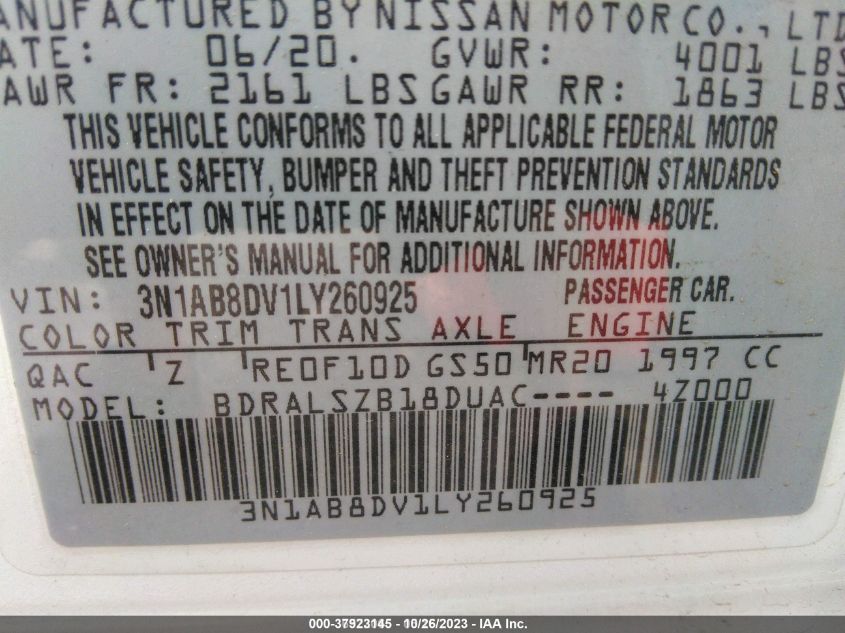 ANUFACTURED BY NISSAN MOTOR CO., LTD
ATE: 06/20. GVWR: 4001 LBS
AWR FR: 2161 LBS GAWR RR: 1863 LBS
THIS VEHICLE CONFORMS TO ALL APPLICABLE FEDERAL MOTOR
VEHICLE SAFETY, BUMPER AND THEFT PREVENTION STANDARDS
IN EFFECT ON THE DATE OF MANUFACTURE SHOWN ABOVE.
SEE OWNER'S MANUAL FOR ADDITIONAL INFORMATION.
VIN: 3N1AB8DV1LY260925 PASSENGER CAR.
COLOR TRIM TRANS AXLE ENGINE
QAC Z RE0F10D GS50 MR20 1997 CC
MODEL: BDRALSZB18DUAC---- 4Z000
3N1AB8DV1LY260925
000-37923145 - 10/26/2023 - IAA Inc.